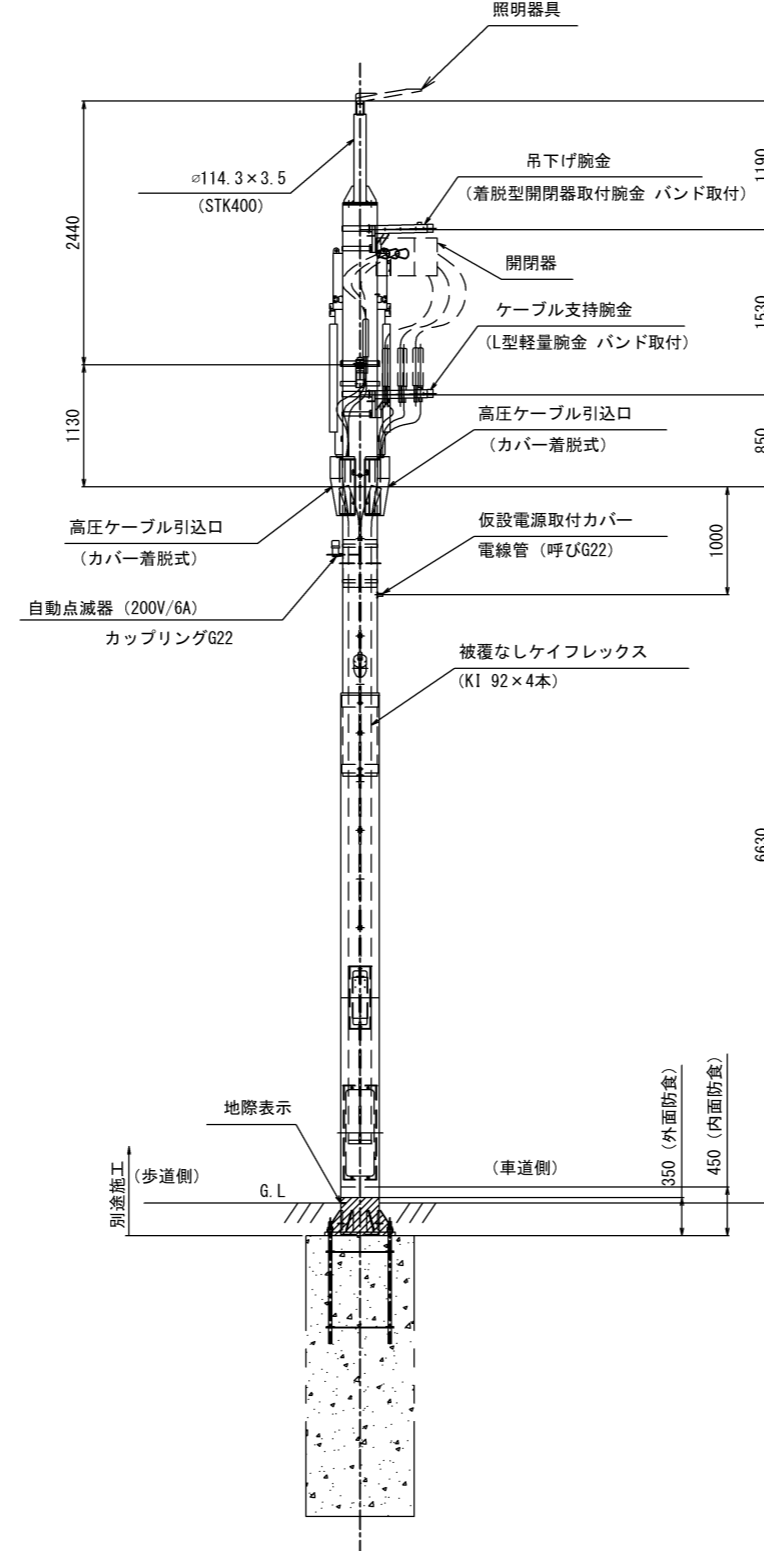 照明器具
1190
⌀114.3×3.5
(STK400)
吊下げ腕金
(着脱型開閉器取付腕金 バンド取付)
2440
開閉器
1530
ケーブル支持腕金
(L型軽量腕金 バンド取付)
1130
高圧ケーブル引込口
(カバー着脱式)
850
高圧ケーブル引込口
(カバー着脱式)
仮設電源取付カバー
電線管 (呼びG22)
1000
自動点滅器 (200V/6A)
カップリングG22
被覆なしケイフレックス
(KI 92×4本)
6630
地際表示
350 (外面防食)
450 (内面防食)
別途施工
(歩道側)
(車道側)
G.L